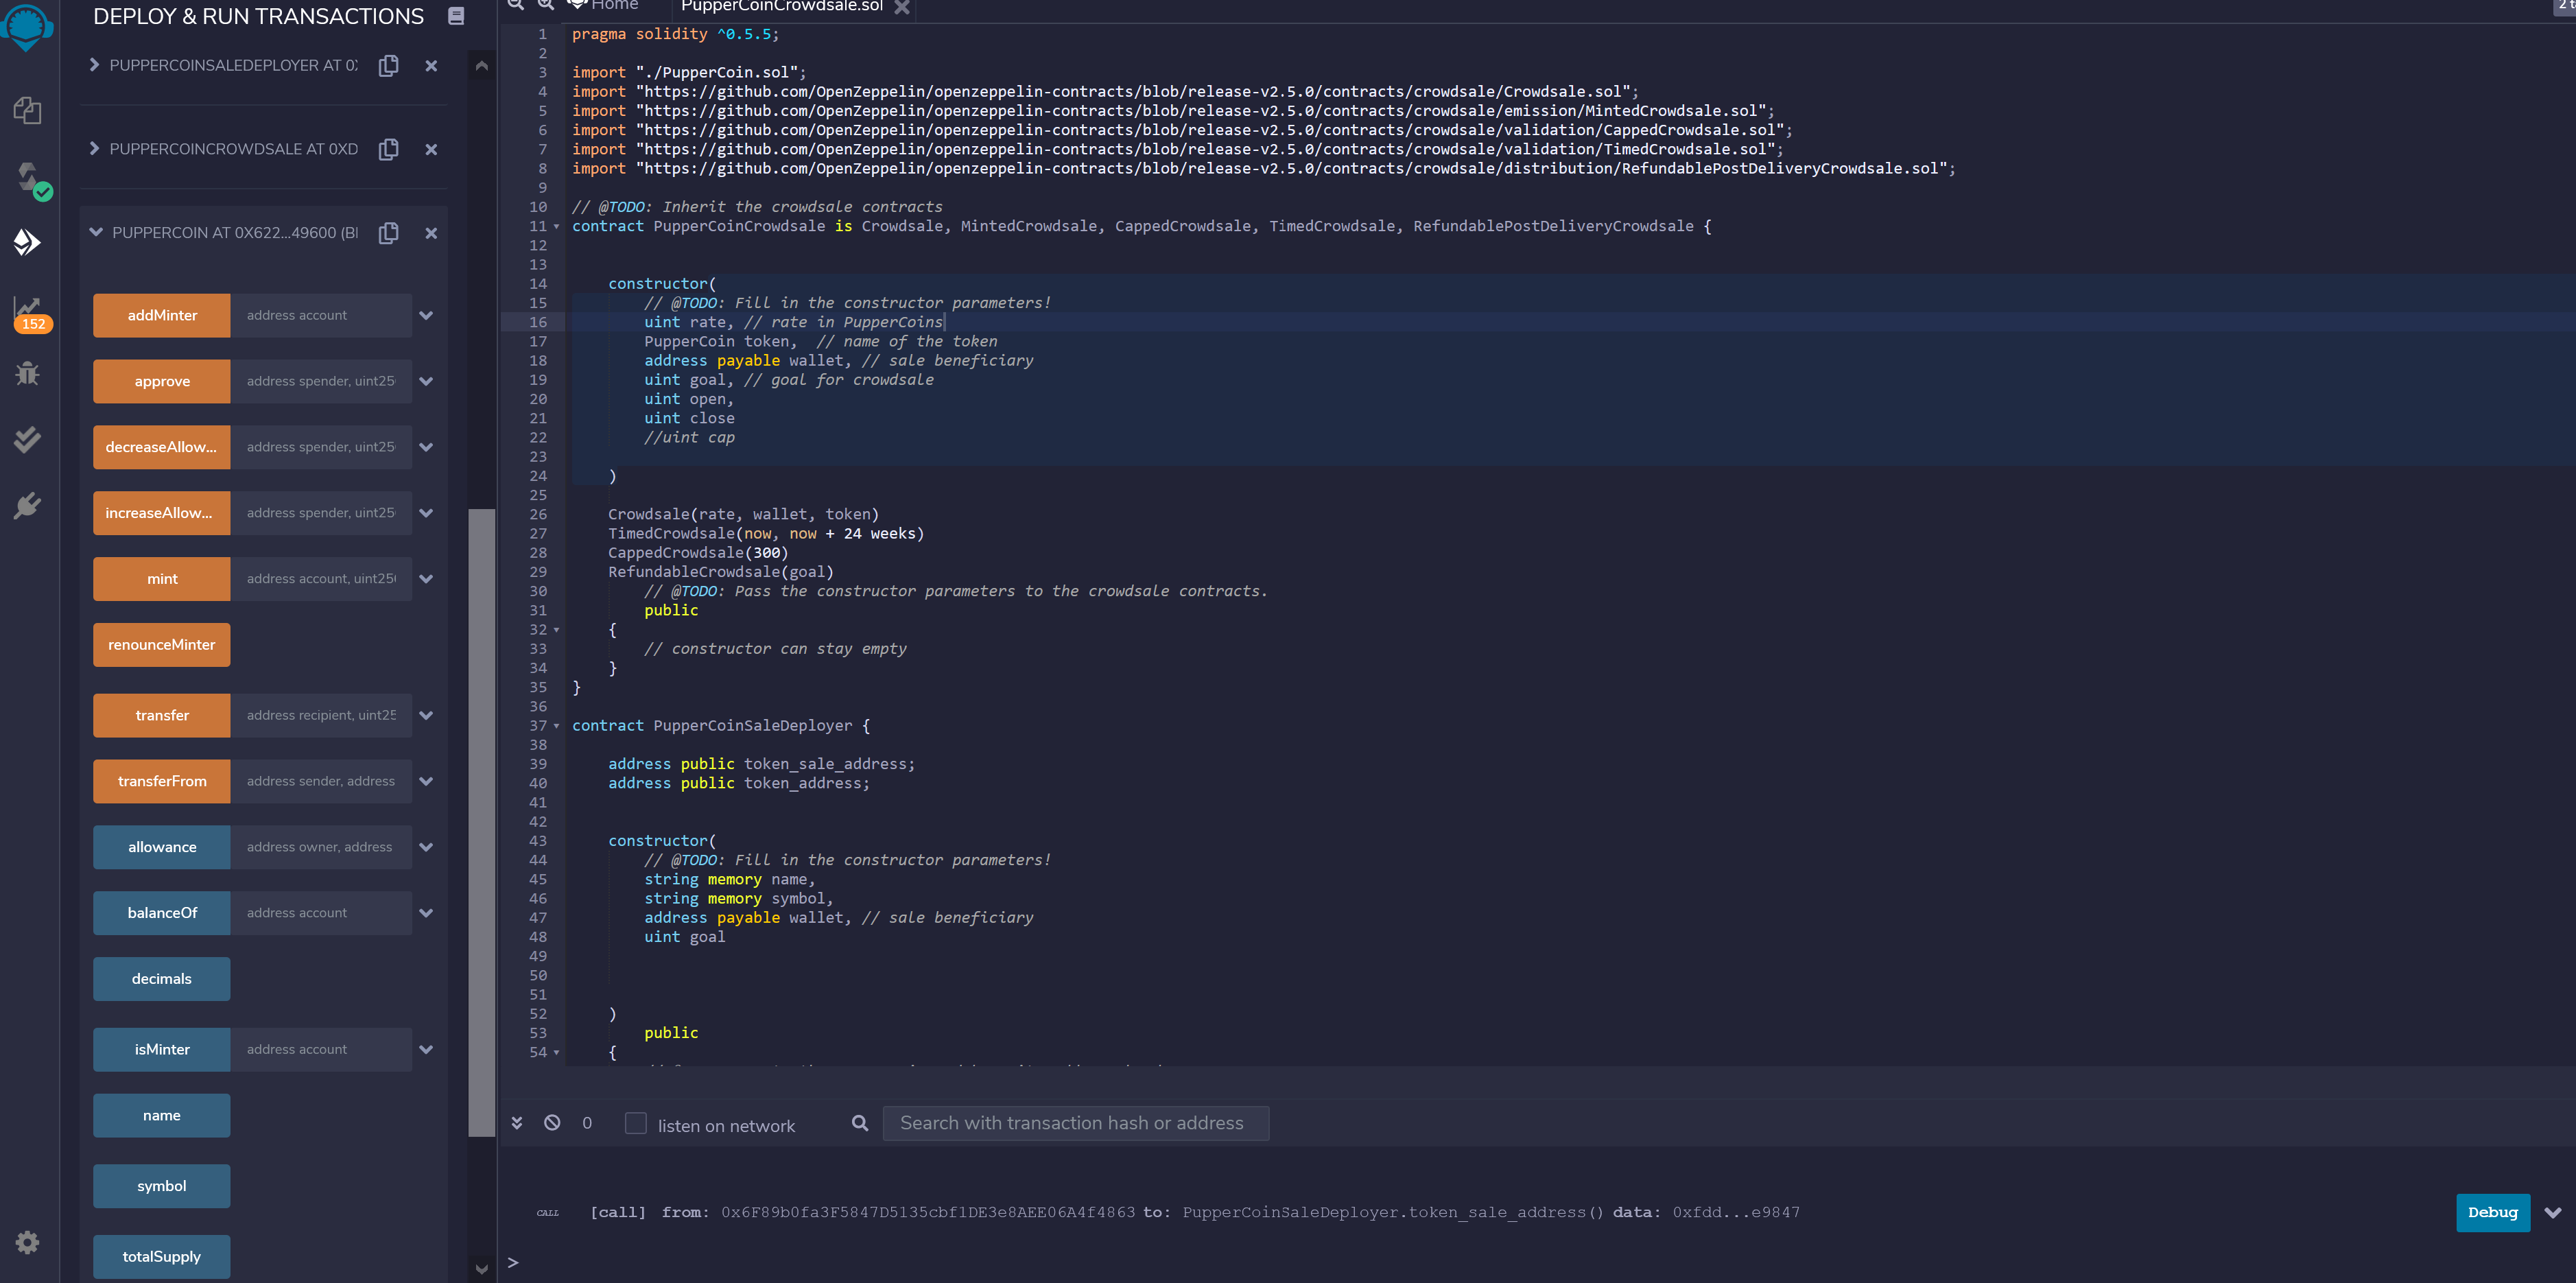 DEPLOY & RUN TRANSACTIONS
PUPPERCOINSALEDEPLOYER AT 0X
PUPPERCOINCROWDSALE AT 0XD
PUPPERCOIN AT 0X622...49600 (BL
addMinter address account
152
approve address spender, uint25
decreaseAllow... address spender, uint25
increaseAllow... address spender, uint25
mint address account, uint25
renounceMinter
transfer address recipient, uint25
transferFrom address sender, address
allowance address owner, address
balanceOf address account
decimals
isMinter address account
name
symbol
totalSupply
Home
PupperCoinCrowdsale.sol
2 t
1 pragma solidity ^0.5.5;
2
3 import "./PupperCoin.sol";
4 import "https://github.com/OpenZeppelin/openzeppelin-contracts/blob/release-v2.5.0/contracts/crowdsale/Crowdsale.sol";
5 import "https://github.com/OpenZeppelin/openzeppelin-contracts/blob/release-v2.5.0/contracts/crowdsale/emission/MintedCrowdsale.sol";
6 import "https://github.com/OpenZeppelin/openzeppelin-contracts/blob/release-v2.5.0/contracts/crowdsale/validation/CappedCrowdsale.sol";
7 import "https://github.com/OpenZeppelin/openzeppelin-contracts/blob/release-v2.5.0/contracts/crowdsale/validation/TimedCrowdsale.sol";
8 import "https://github.com/OpenZeppelin/openzeppelin-contracts/blob/release-v2.5.0/contracts/crowdsale/distribution/RefundablePostDeliveryCrowdsale.sol";
9
10 // @TODO: Inherit the crowdsale contracts
11 contract PupperCoinCrowdsale is Crowdsale, MintedCrowdsale, CappedCrowdsale, TimedCrowdsale, RefundablePostDeliveryCrowdsale {
12
13
14 constructor(
15 // @TODO: Fill in the constructor parameters!
16 uint rate, // rate in PupperCoins
17 PupperCoin token, // name of the token
18 address payable wallet, // sale beneficiary
19 uint goal, // goal for crowdsale
20 uint open,
21 uint close
22 //uint cap
23
24 )
25
26 Crowdsale(rate, wallet, token)
27 TimedCrowdsale(now, now + 24 weeks)
28 CappedCrowdsale(300)
29 RefundableCrowdsale(goal)
30 // @TODO: Pass the constructor parameters to the crowdsale contracts.
31 public
32 {
33 // constructor can stay empty
34 }
35 }
36
37 contract PupperCoinSaleDeployer {
38
39 address public token_sale_address;
40 address public token_address;
41
42
43 constructor(
44 // @TODO: Fill in the constructor parameters!
45 string memory name,
46 string memory symbol,
47 address payable wallet, // sale beneficiary
48 uint goal
49
50
51
52 )
53 public
54 {
0 listen on network Search with transaction hash or address
CALL [call] from: 0x6F89b0fa3F5847D5135cbf1DE3e8AEE06A4f4863 to: PupperCoinSaleDeployer.token_sale_address() data: 0xfdd...e9847 Debug
>